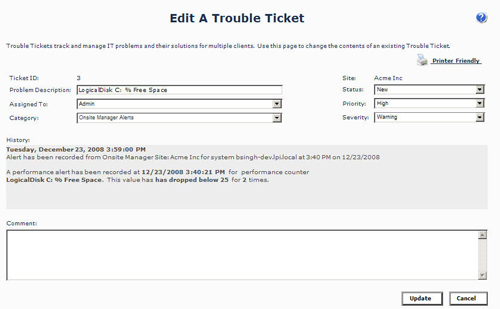 Edit A Trouble Ticket
Trouble Tickets track and manage IT problems and their solutions for multiple clients. Use this page to change the contents of an existing Trouble Ticket.
Printer Friendly
Ticket ID: 3 Site: Acme Inc
Problem Description: LogicalDisk C: % Free Space Status: New
Assigned To: Admin Priority: High
Category: Onsite Manager Alerts Severity: Warning
History:
Tuesday, December 23, 2008 3:59:00 PM
Alert has been recorded from Onsite Manager Site: Acme Inc for system bsingh-dev.lpi.local at 3:40 PM on 12/23/2008
A performance alert has been recorded at 12/23/2008 3:40:21 PM for performance counter
LogicalDisk C: % Free Space. This value has has dropped below 25 for 2 times.
Comment:
Update Cancel